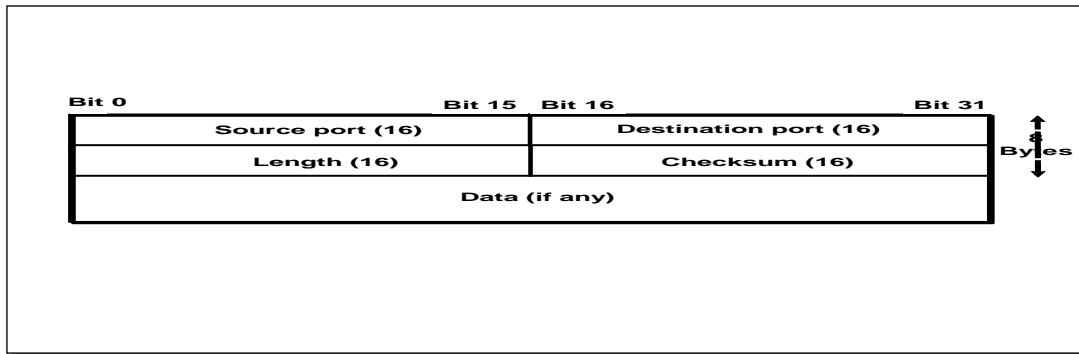 Bit 0 Bit 15 Bit 16 Bit 31
Source port (16) Destination port (16)
8
Length (16) Checksum (16) Bytes
Data (if any)